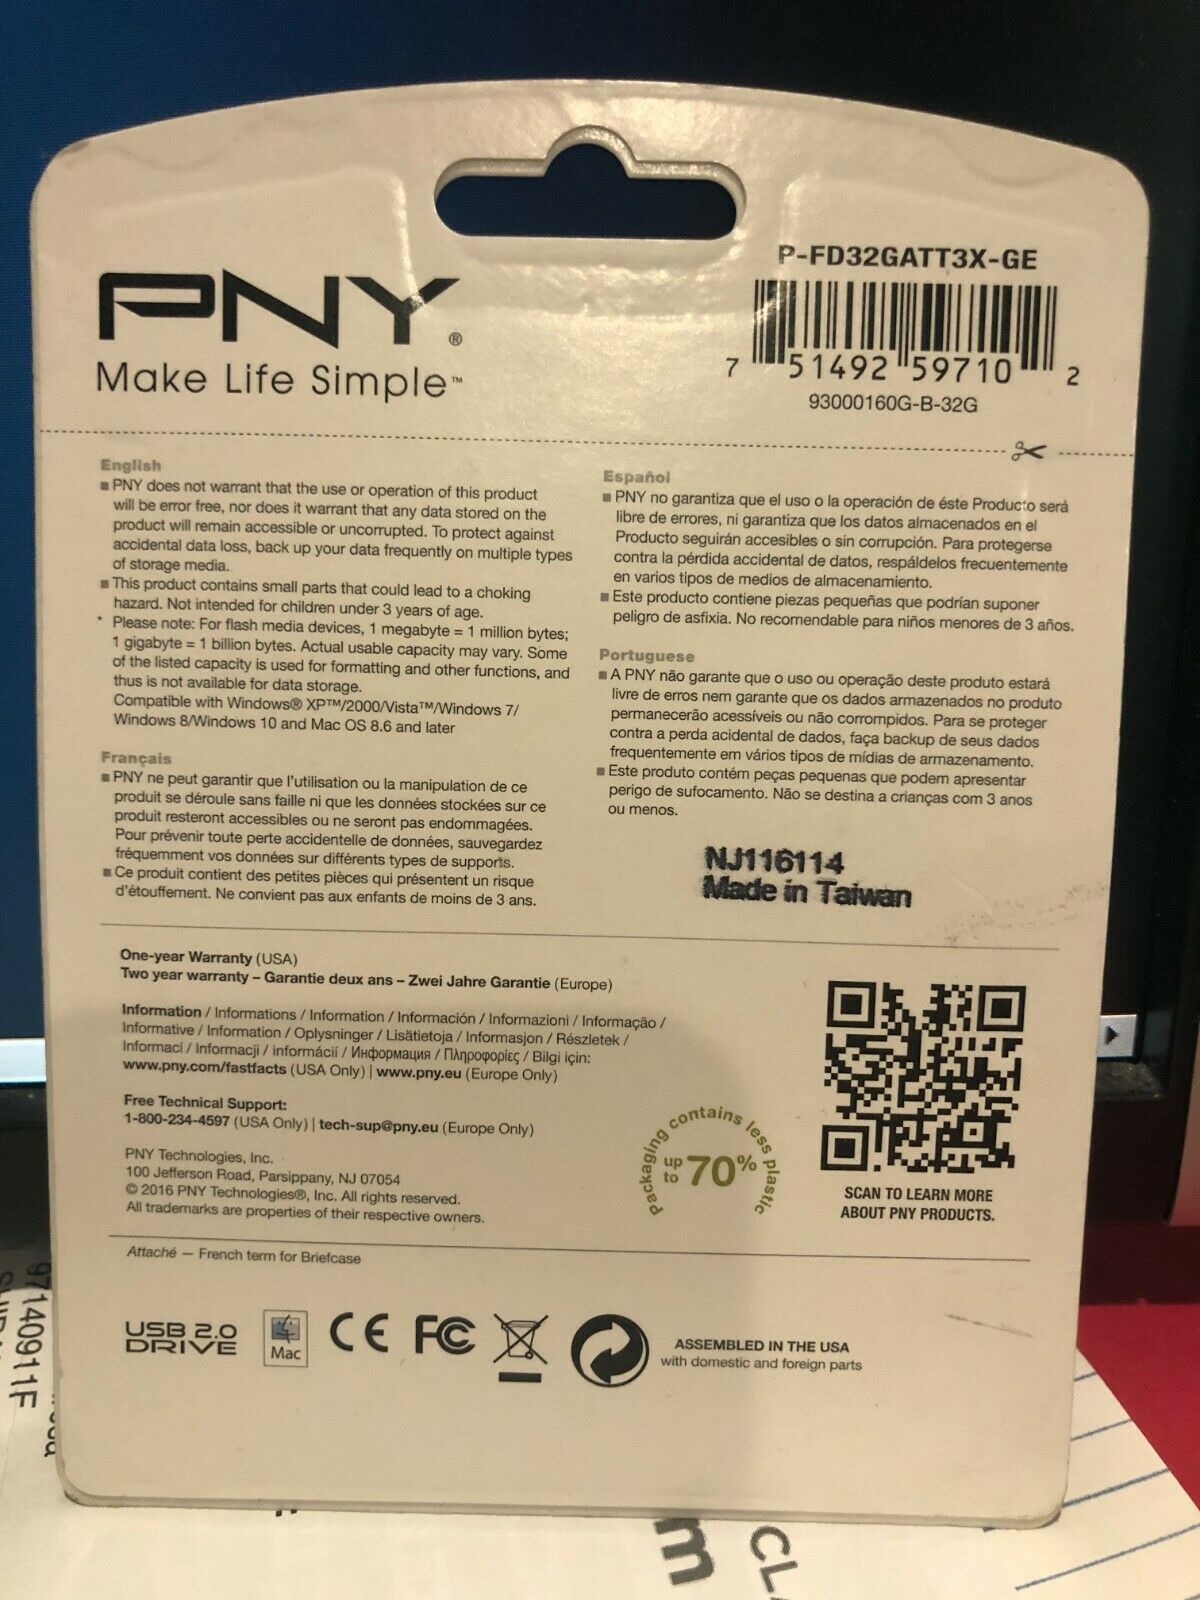 P-FD32GATT3X-GE
PNY®
Make Life Simple™
7 51492 59710 2
93000160G-B-32G
English
■ PNY does not warrant that the use or operation of this product
will be error free, nor does it warrant that any data stored on the
product will remain accessible or uncorrupted. To protect against
accidental data loss, back up your data frequently on multiple types
of storage media.
■ This product contains small parts that could lead to a choking
hazard. Not intended for children under 3 years of age.
* Please note: For flash media devices, 1 megabyte = 1 million bytes;
1 gigabyte = 1 billion bytes. Actual usable capacity may vary. Some
of the listed capacity is used for formatting and other functions, and
thus is not available for data storage.
Compatible with Windows® XP™/2000/Vista™/Windows 7/
Windows 8/Windows 10 and Mac OS 8.6 and later
Français
■ PNY ne peut garantir que l'utilisation ou la manipulation de ce
produit se déroule sans faille ni que les données stockées sur ce
produit resteront accessibles ou ne seront pas endommagées.
Pour prévenir toute perte accidentelle de données, sauvegardez
fréquemment vos données sur différents types de supports.
■ Ce produit contient des petites pièces qui présentent un risque
d'étouffement. Ne convient pas aux enfants de moins de 3 ans.
Español
■ PNY no garantiza que el uso o la operación de éste Producto será
libre de errores, ni garantiza que los datos almacenados en el
Producto seguirán accesibles o sin corrupción. Para protegerse
contra la pérdida accidental de datos, respáldelos frecuentemente
en varios tipos de medios de almacenamiento.
■ Este producto contiene piezas pequeñas que podrían suponer
peligro de asfixia. No recomendable para niños menores de 3 años.
Portuguese
■ A PNY não garante que o uso ou operação deste produto estará
livre de erros nem garante que os dados armazenados no produto
permanecerão acessíveis ou não corrompidos. Para se proteger
contra a perda acidental de dados, faça backup de seus dados
frequentemente em vários tipos de mídias de armazenamento.
■ Este produto contém peças pequenas que podem apresentar
perigo de sufocamento. Não se destina a crianças com 3 anos
ou menos.
NJ116114
Made in Taiwan
One-year Warranty (USA)
Two year warranty – Garantie deux ans – Zwei Jahre Garantie (Europe)
Information / Informations / Information / Información / Informazioni / Informação /
Informative / Information / Oplysninger / Lisätietoja / Informasjon / Részletek /
Informací / Informacji / informácií / Информация / Πληροφορίες / Bilgi için:
www.pny.com/fastfacts (USA Only) | www.pny.eu (Europe Only)
Free Technical Support:
1-800-234-4597 (USA Only) | tech-sup@pny.eu (Europe Only)
PNY Technologies, Inc.
100 Jefferson Road, Parsippany, NJ 07054
© 2016 PNY Technologies®, Inc. All rights reserved.
All trademarks are properties of their respective owners.
Packaging contains less plastic
up to 70%
SCAN TO LEARN MORE
ABOUT PNY PRODUCTS.
Attaché — French term for Briefcase
USB 2.0
DRIVE
Mac
CE FC
ASSEMBLED IN THE USA
with domestic and foreign parts
97140911F
m
CL